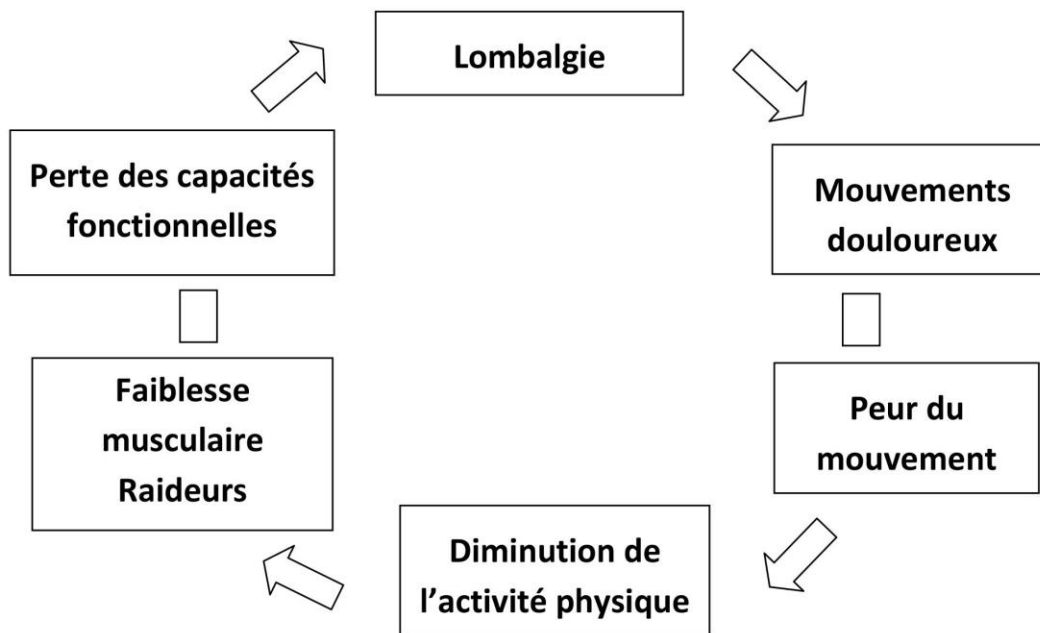 Lombalgie
Mouvements
douloureux
Peur du
mouvement
Diminution de
l’activité physique
Faiblesse
musculaire
Raideurs
Perte des capacités
fonctionnelles